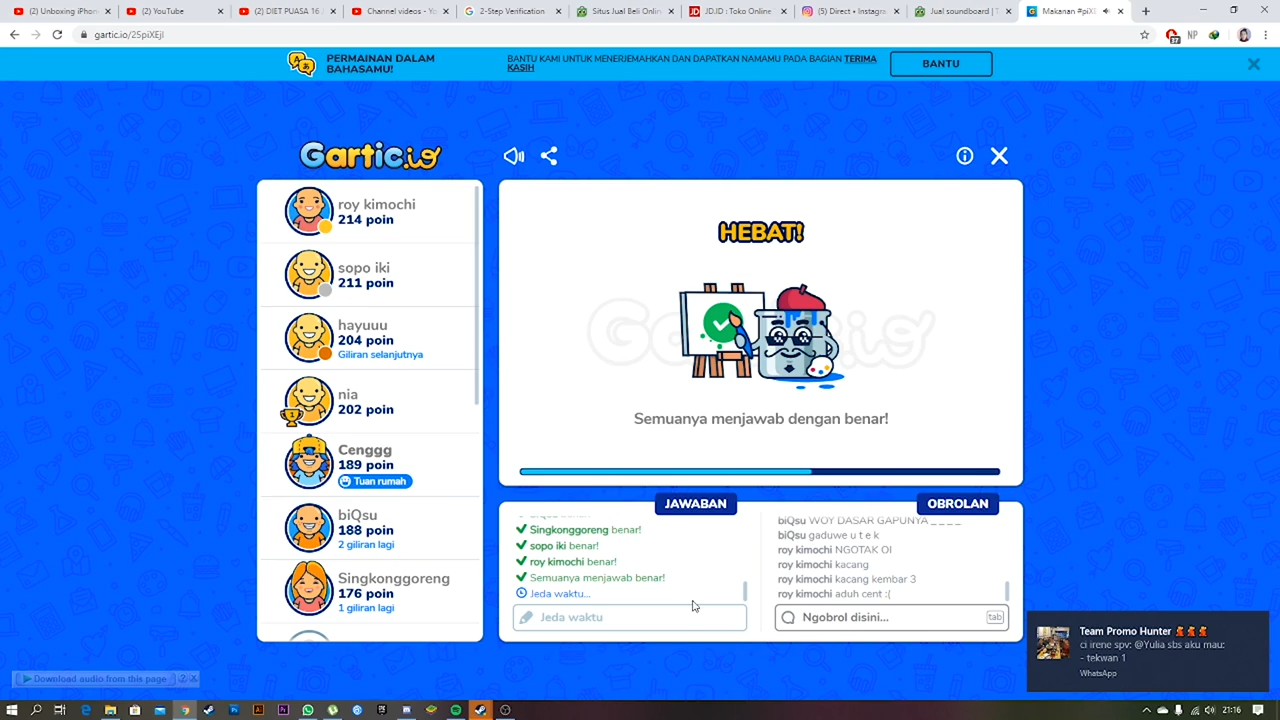 (2) Unboxing iPhon
(2) YouTube
(2) DIET PUASA 16
Channel videos - Yo
2-Step Verification
Situs Jual Beli Onlin
JD.ID : Toko Online
(5) Direct • Instagra
Jual soundboard | T
Makanan #piX
gartic.io/25piXEjl
37
NP
PERMAINAN DALAM
BAHASAMU!
BANTU KAMI UNTUK MENERJEMAHKAN DAN DAPATKAN NAMAMU PADA BAGIAN TERIMA
KASIH
BANTU
Gartic.io
roy kimochi
214 poin
sopo iki
211 poin
hayuuu
204 poin
Giliran selanjutnya
nia
202 poin
1
Cenggg
189 poin
Tuan rumah
biQsu
188 poin
2 giliran lagi
Singkonggoreng
176 poin
1 giliran lagi
HEBAT!
Semuanya menjawab dengan benar!
JAWABAN
Singkonggoreng benar!
sopo iki benar!
roy kimochi benar!
Semuanya menjawab benar!
Jeda waktu...
Jeda waktu
OBROLAN
biQsu WOY DASAR GAPUNYA _ _ _ _
biQsu gaduwe u t e k
roy kimochi NGOTAK OI
roy kimochi kacang
roy kimochi kacang kembar 3
roy kimochi aduh cent :(
Ngobrol disini...
tab
Team Promo Hunter
ci irene spv: @Yulia sbs aku mau:
- tekwan 1
WhatsApp
Download audio from this page
? X
21:16